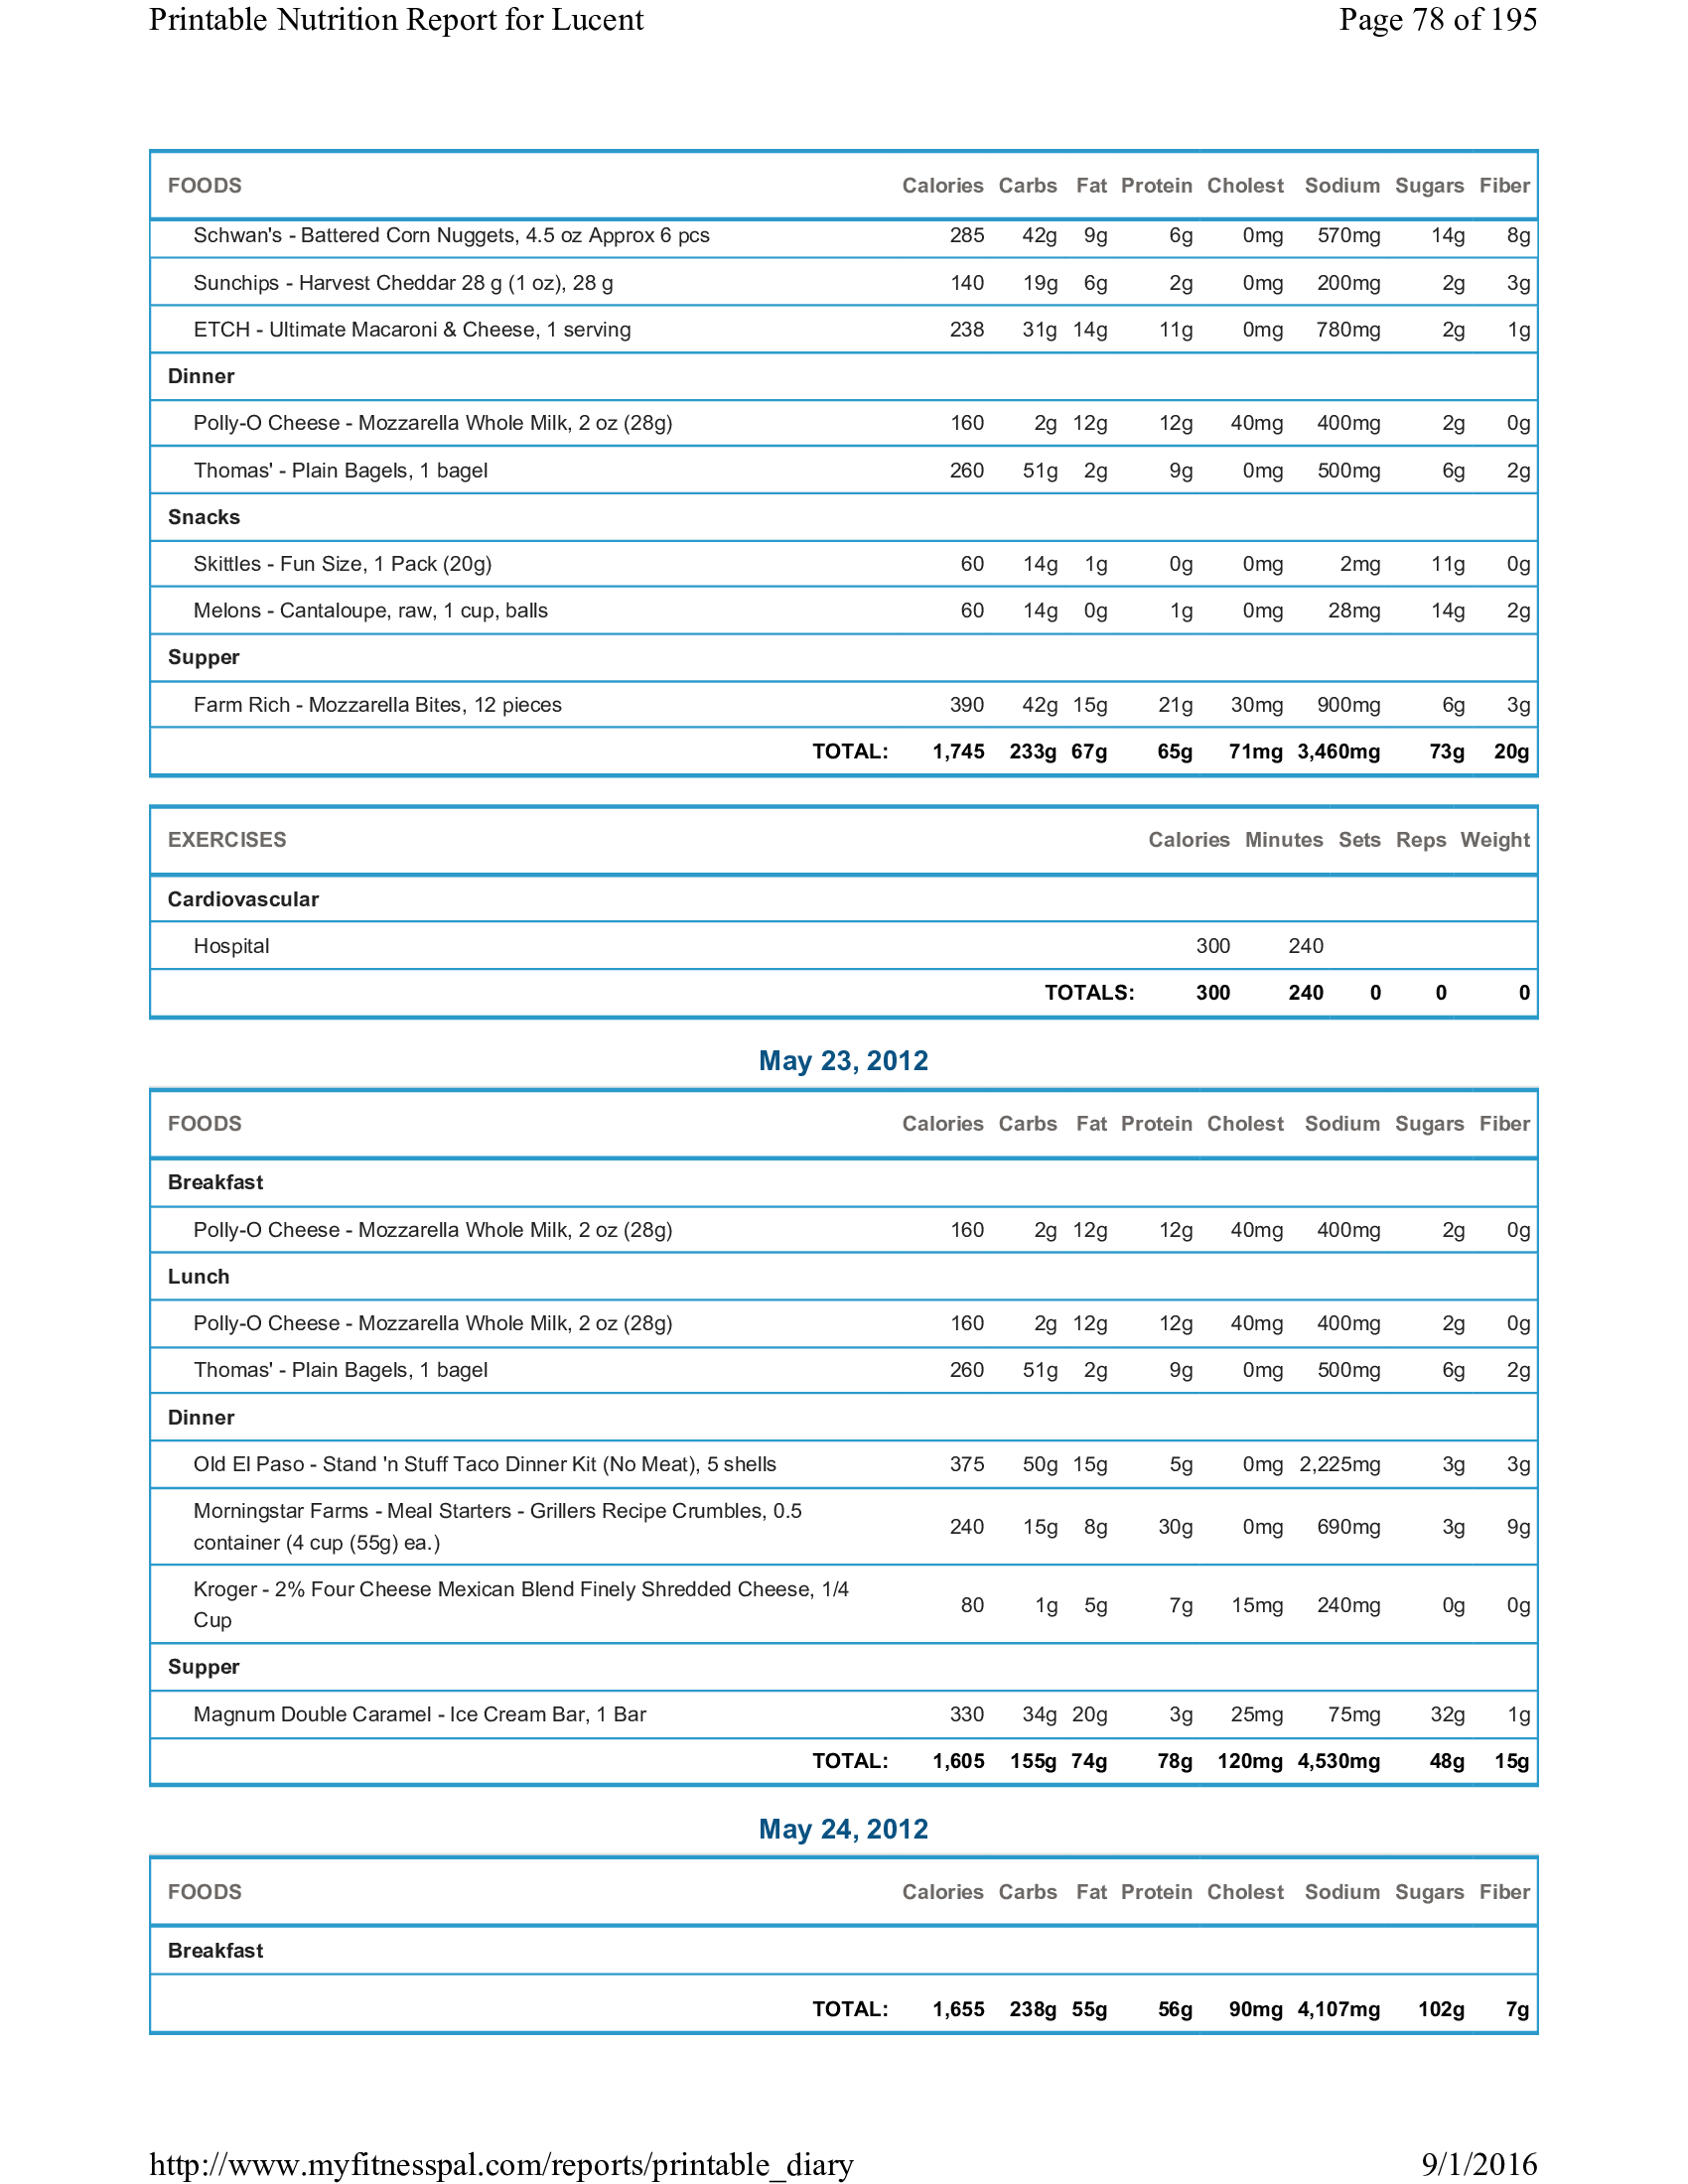 Printable Nutrition Report for Lucent Page 78 of 195
FOODS Calories Carbs Fat Protein Cholest Sodium Sugars Fiber
Schwan's - Battered Corn Nuggets, 4.5 oz Approx 6 pcs 285 42g 9g 6g 0mg 570mg 14g 8g
Sunchips - Harvest Cheddar 28 g (1 oz), 28 g 140 19g 6g 2g 0mg 200mg 2g 3g
ETCH - Ultimate Macaroni & Cheese, 1 serving 238 31g 14g 11g 0mg 780mg 2g 1g
Dinner
Polly-O Cheese - Mozzarella Whole Milk, 2 oz (28g) 160 2g 12g 12g 40mg 400mg 2g 0g
Thomas' - Plain Bagels, 1 bagel 260 51g 2g 9g 0mg 500mg 6g 2g
Snacks
Skittles - Fun Size, 1 Pack (20g) 60 14g 1g 0g 0mg 2mg 11g 0g
Melons - Cantaloupe, raw, 1 cup, balls 60 14g 0g 1g 0mg 28mg 14g 2g
Supper
Farm Rich - Mozzarella Bites, 12 pieces 390 42g 15g 21g 30mg 900mg 6g 3g
TOTAL: 1,745 233g 67g 65g 71mg 3,460mg 73g 20g
EXERCISES Calories Minutes Sets Reps Weight
Cardiovascular
Hospital 300 240
TOTALS: 300 240 0 0 0
May 23, 2012
FOODS Calories Carbs Fat Protein Cholest Sodium Sugars Fiber
Breakfast
Polly-O Cheese - Mozzarella Whole Milk, 2 oz (28g) 160 2g 12g 12g 40mg 400mg 2g 0g
Lunch
Polly-O Cheese - Mozzarella Whole Milk, 2 oz (28g) 160 2g 12g 12g 40mg 400mg 2g 0g
Thomas' - Plain Bagels, 1 bagel 260 51g 2g 9g 0mg 500mg 6g 2g
Dinner
Old El Paso - Stand 'n Stuff Taco Dinner Kit (No Meat), 5 shells 375 50g 15g 5g 0mg 2,225mg 3g 3g
Morningstar Farms - Meal Starters - Grillers Recipe Crumbles, 0.5
container (4 cup (55g) ea.) 240 15g 8g 30g 0mg 690mg 3g 9g
Kroger - 2% Four Cheese Mexican Blend Finely Shredded Cheese, 1/4
Cup 80 1g 5g 7g 15mg 240mg 0g 0g
Supper
Magnum Double Caramel - Ice Cream Bar, 1 Bar 330 34g 20g 3g 25mg 75mg 32g 1g
TOTAL: 1,605 155g 74g 78g 120mg 4,530mg 48g 15g
May 24, 2012
FOODS Calories Carbs Fat Protein Cholest Sodium Sugars Fiber
Breakfast
TOTAL: 1,655 238g 55g 56g 90mg 4,107mg 102g 7g
http://www.myfitnesspal.com/reports/printable_diary 9/1/2016